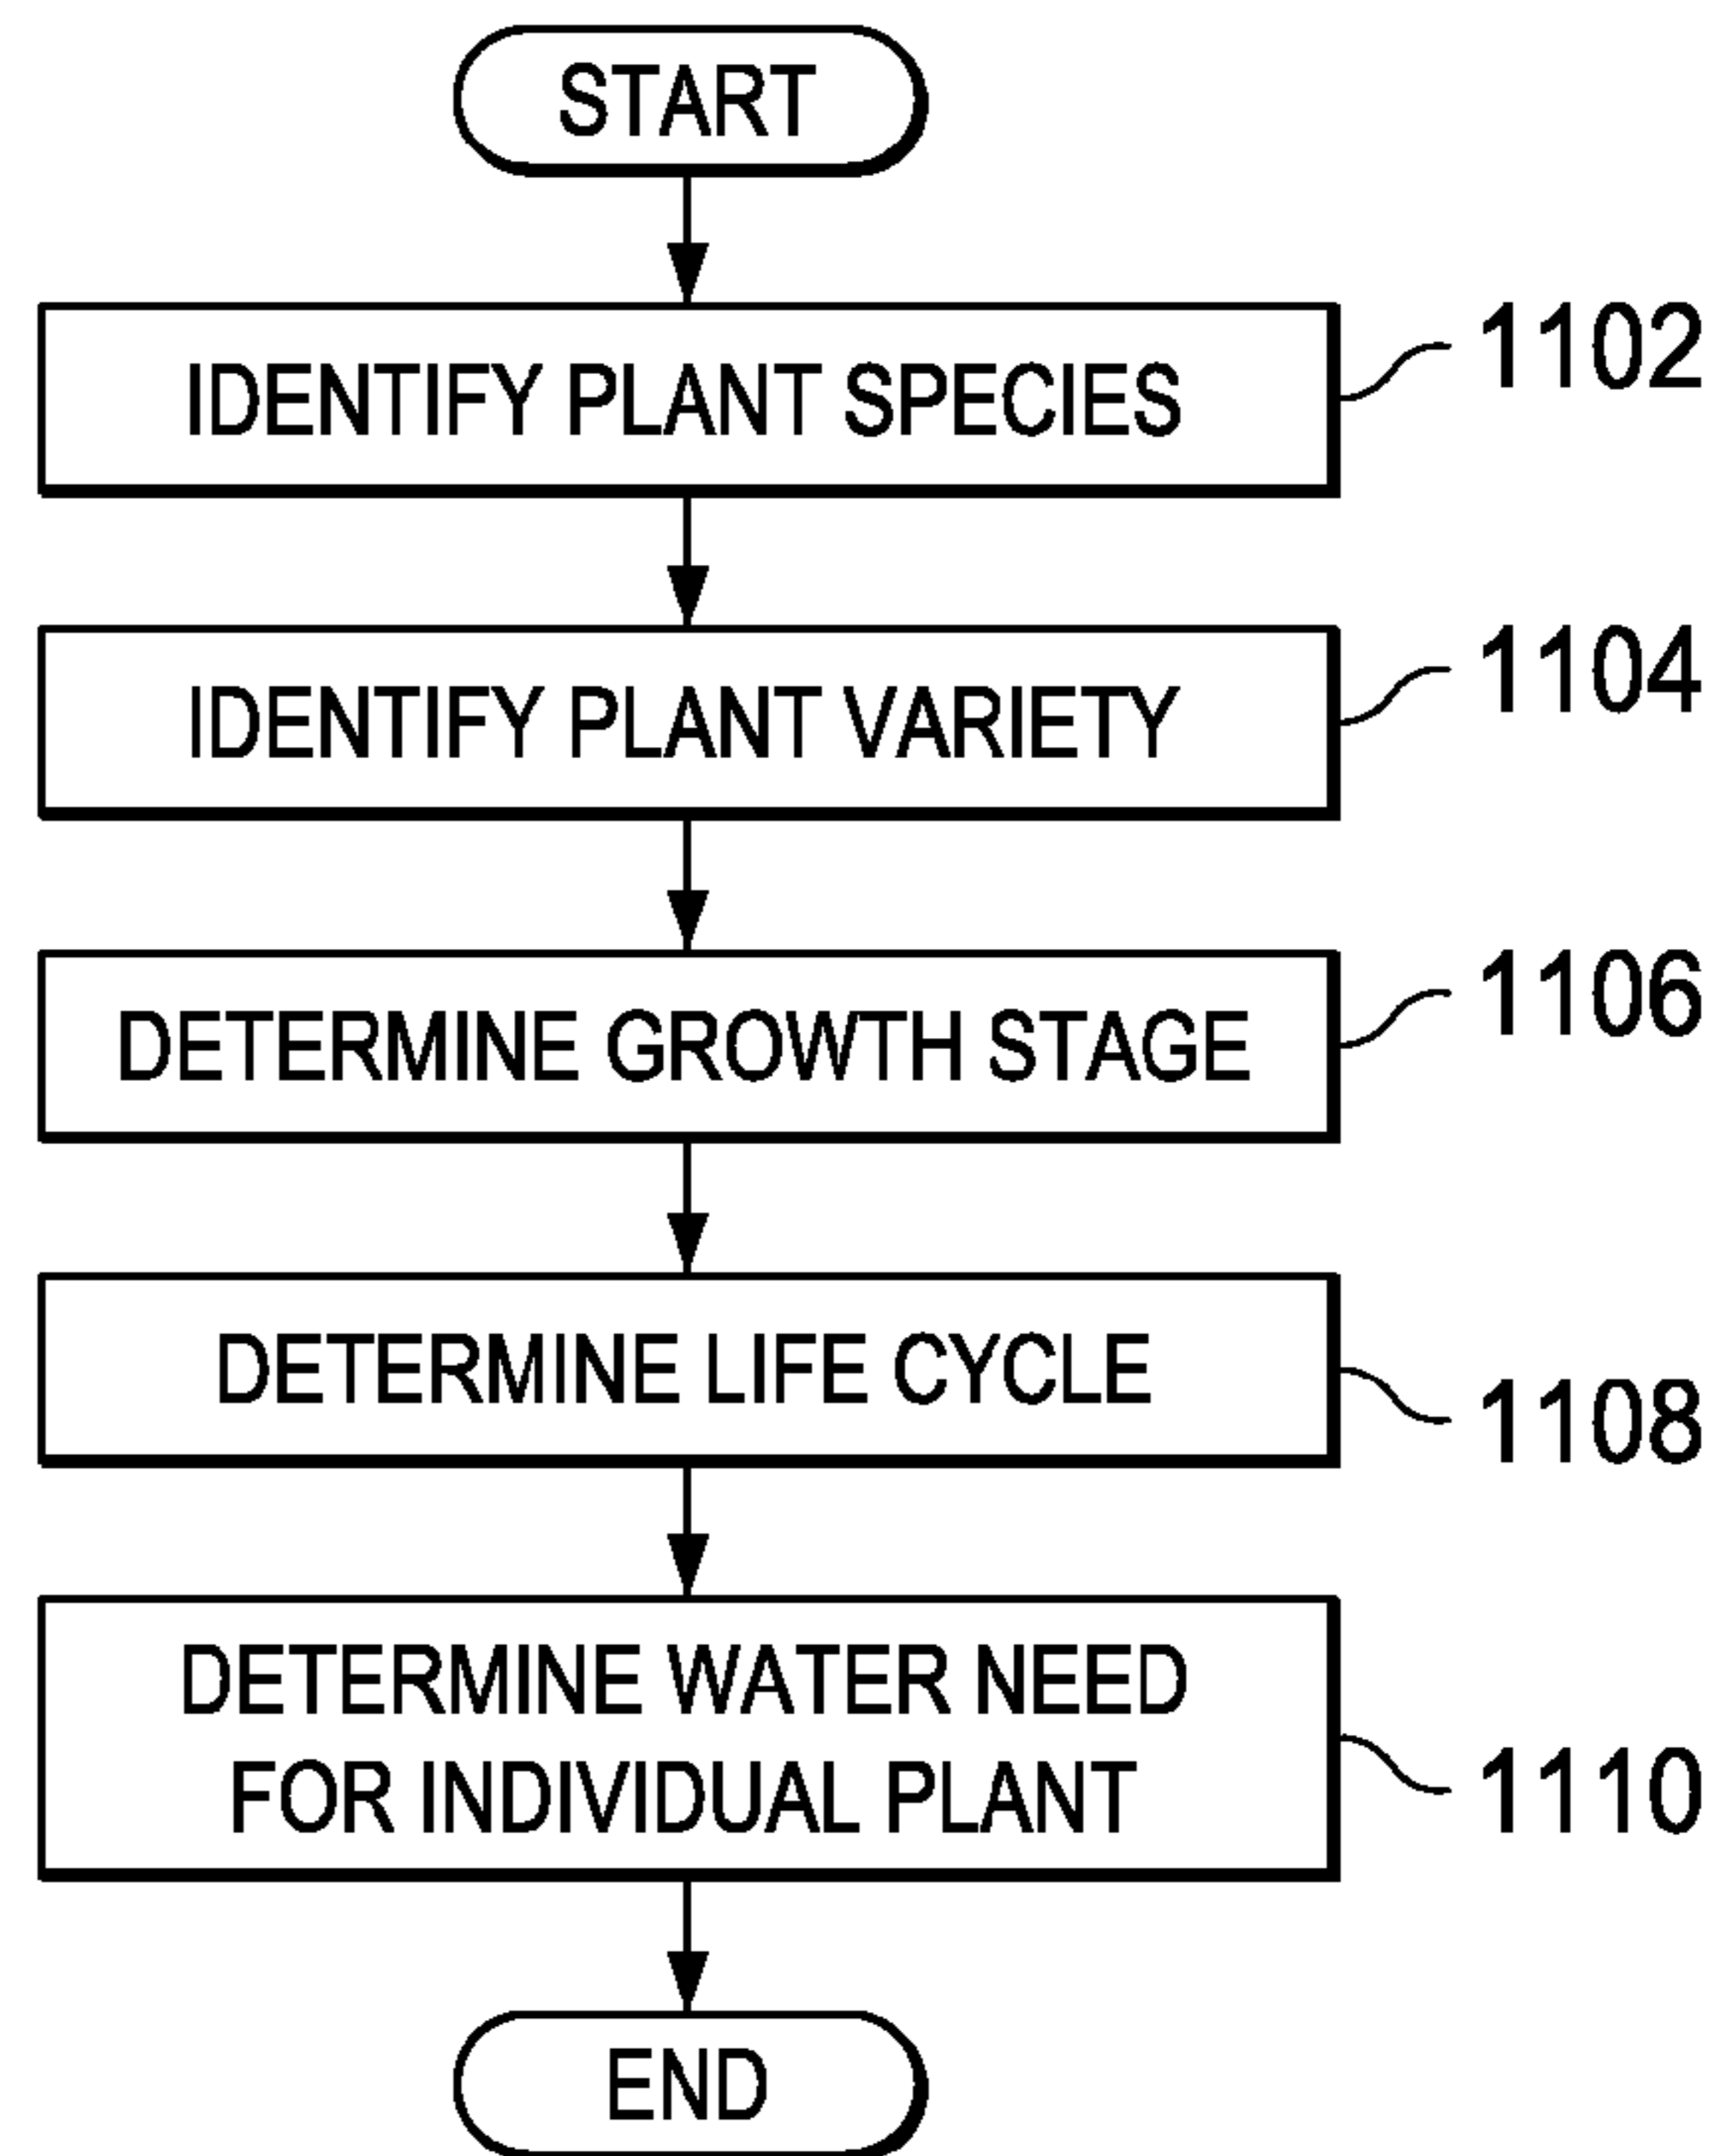 START
IDENTIFY PLANT SPECIES
1102
IDENTIFY PLANT VARIETY
1104
DETERMINE GROWTH STAGE
1106
DETERMINE LIFE CYCLE
1108
DETERMINE WATER NEED
FOR INDIVIDUAL PLANT
1110
END